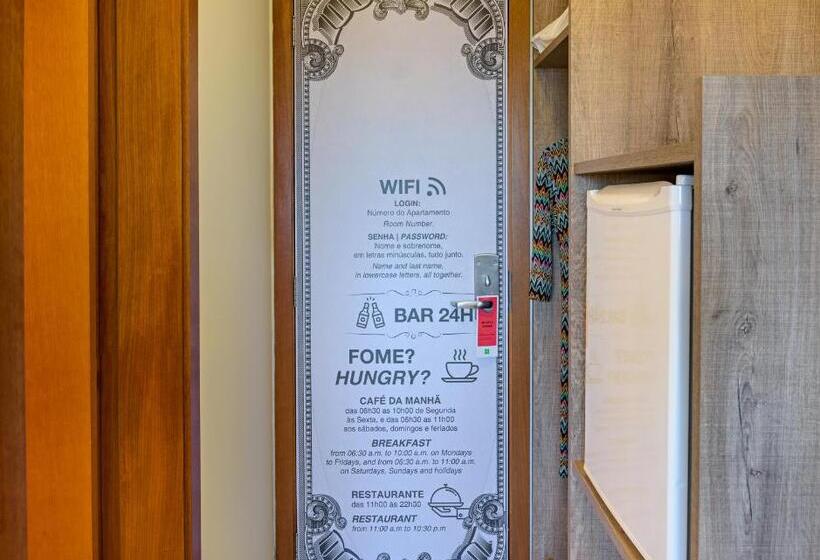 WIFI
LOGIN:
Número do Apartamento
Room Number.
SENHA | PASSWORD:
Nome e sobrenome,
em letras minúsculas, tudo junto.
Name and last name,
in lowercase letters, all together.
BAR 24H
FOME?
HUNGRY?
CAFÉ DA MANHÃ
das 06h30 as 10h00 de Segunda
às Sexta, e das 06h30 as 11h00
aos sábados, domingos e feriados
BREAKFAST
from 06:30 a.m. to 10:00 a.m. on Mondays
to Fridays, and from 06:30 a.m. to 11:00 a.m.
on Saturdays, Sundays and holidays
RESTAURANTE
das 11h00 às 22h30
RESTAURANT
from 11:00 a.m to 10:30 p.m